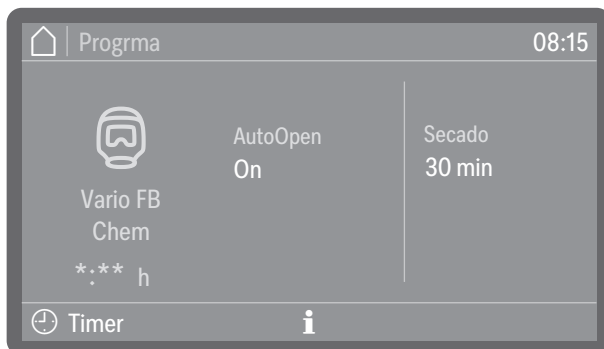 Progrma
08:15
AutoOpen
On
Secado
30 min
Vario FB
Chem
*:** h
Timer
i